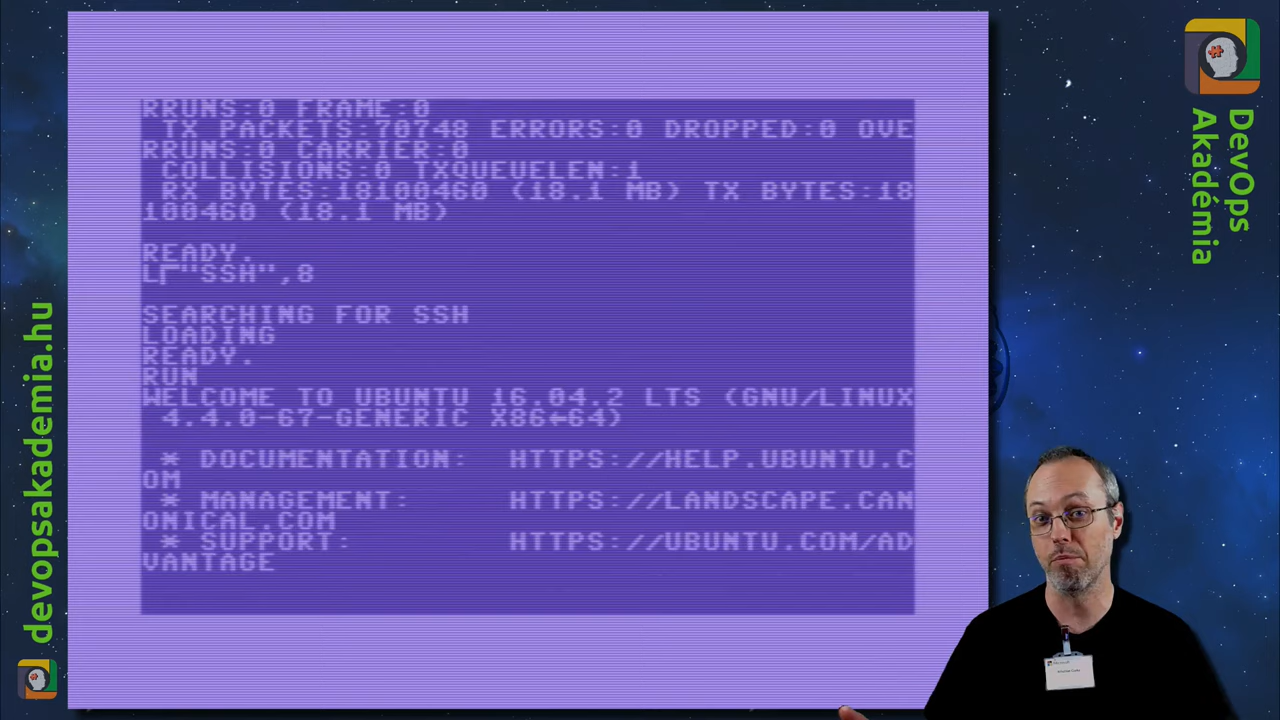 RRUNS:0 FRAME:0
TX PACKETS:70748 ERRORS:0 DROPPED:0 OVE
RRUNS:0 CARRIER:0
COLLISIONS:0 TXQUEUELEN:1
RX BYTES:18100460 (18.1 MB) TX BYTES:18
100460 (18.1 MB)
READY.
L┌"SSH",8
SEARCHING FOR SSH
LOADING
READY.
RUN
WELCOME TO UBUNTU 16.04.2 LTS (GNU/LINUX
4.4.0-67-GENERIC X86←64)
* DOCUMENTATION: HTTPS://HELP.UBUNTU.C
OM
* MANAGEMENT: HTTPS://LANDSCAPE.CAN
ONICAL.COM
* SUPPORT: HTTPS://UBUNTU.COM/AD
VANTAGE
devopsakademia.hu
DevOps
Akadémia